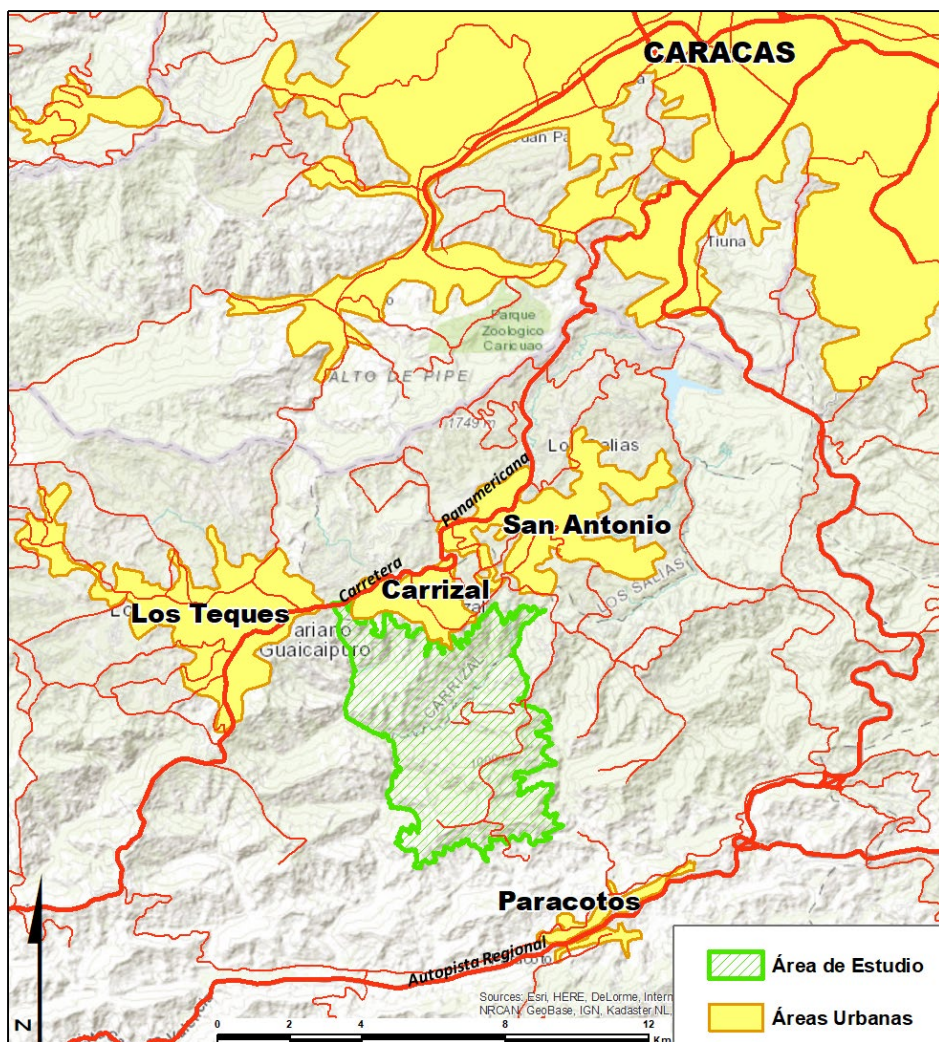 CARACAS
Tiuna
Parque
Zoologico
Caricuao
ALTO DE PIPE
1749 m
Panamericana
San Antonio
LOS SALIAS
Carretera
Carrizal
Los Teques
Guaicaipuro
CARRIZAL
Paracotos
Autopista Regional
Área de Estudio
Áreas Urbanas
Sources: Esri, HERE, DeLorme, Interm
NRCAN, GeoBase, IGN, Kadaster NL,
0 2 4 8 12
Km
N